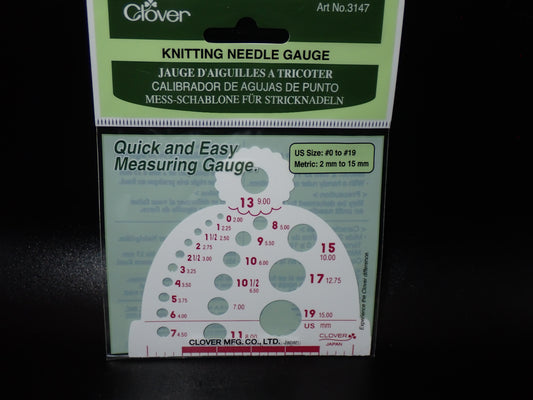 Clover
Art No.3147
KNITTING NEEDLE GAUGE
JAUGE D'AIGUILLES A TRICOTER
CALIBRADOR DE AGUJAS DE PUNTO
MESS-SCHABLONE FÜR STRICKNADELN
Quick and Easy
Measuring Gauge.
US Size: #0 to #19
Metric: 2 mm to 15 mm
13 9.00
0 2.00
1 2.25
1 1/2 2.50
2 2.75
2 1/2 3.00
3 3.25
4 3.50
5 3.75
6 4.00
7 4.50
8 5.00
9 5.50
10 6.00
10 1/2 6.50
7.00
11 8.00
15 10.00
17 12.75
19 15.00
US mm
CLOVER
JAPAN
CLOVER MFG. CO., LTD. JAPAN
Experience the Clover difference.